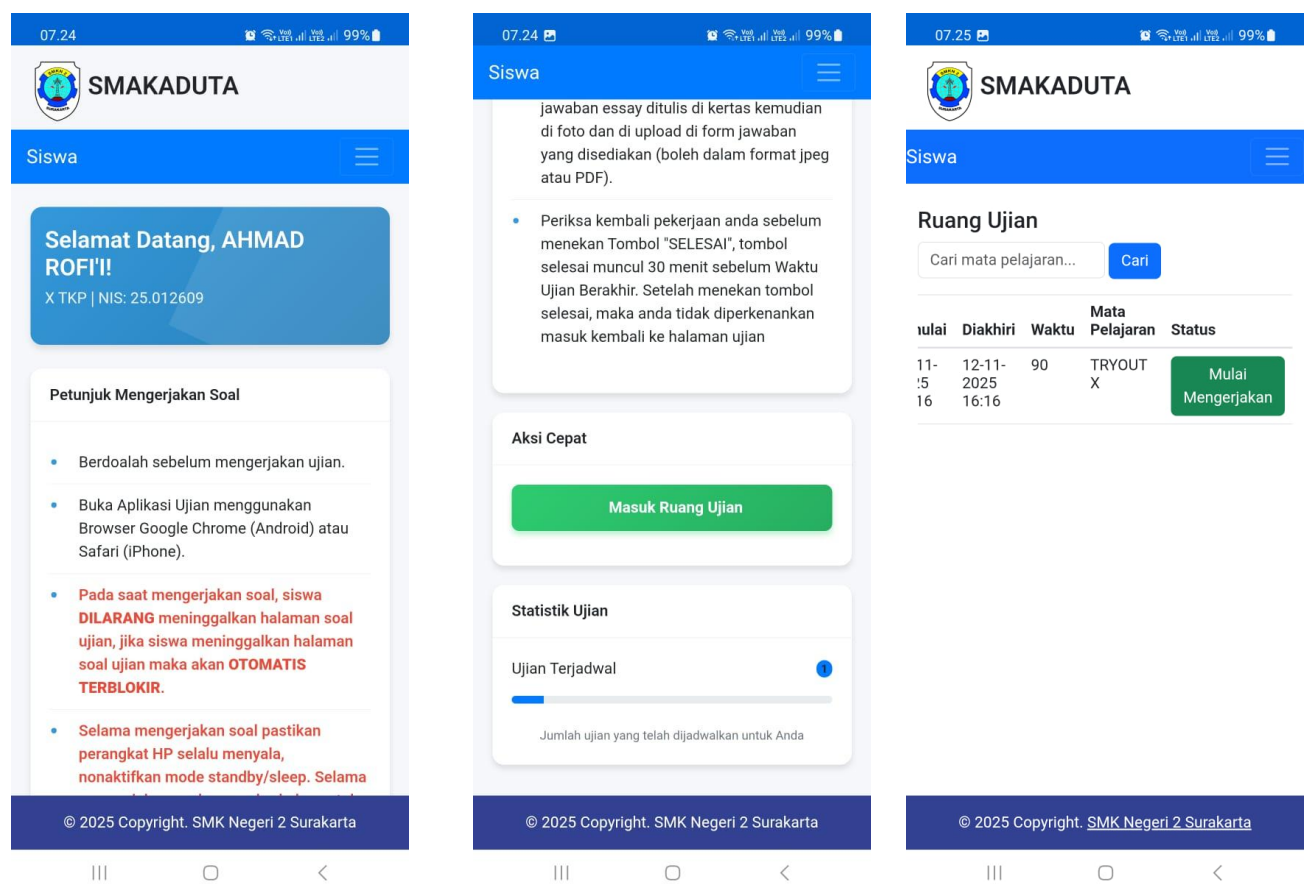 07.24
99%
SMAKADUTA
Siswa
Selamat Datang, AHMAD
ROFI'I!
X TKP | NIS: 25.012609
Petunjuk Mengerjakan Soal
Berdoalah sebelum mengerjakan ujian.
Buka Aplikasi Ujian menggunakan
Browser Google Chrome (Android) atau
Safari (iPhone).
Pada saat mengerjakan soal, siswa
DILARANG meninggalkan halaman soal
ujian, jika siswa meninggalkan halaman
soal ujian maka akan OTOMATIS
TERBLOKIR.
Selama mengerjakan soal pastikan
perangkat HP selalu menyala,
nonaktifkan mode standby/sleep. Selama
© 2025 Copyright. SMK Negeri 2 Surakarta
07.24
99%
Siswa
jawaban essay ditulis di kertas kemudian
di foto dan di upload di form jawaban
yang disediakan (boleh dalam format jpeg
atau PDF).
Periksa kembali pekerjaan anda sebelum
menekan Tombol "SELESAI", tombol
selesai muncul 30 menit sebelum Waktu
Ujian Berakhir. Setelah menekan tombol
selesai, maka anda tidak diperkenankan
masuk kembali ke halaman ujian
Aksi Cepat
Masuk Ruang Ujian
Statistik Ujian
Ujian Terjadwal 1
Jumlah ujian yang telah dijadwalkan untuk Anda
© 2025 Copyright. SMK Negeri 2 Surakarta
07.25
99%
SMAKADUTA
Siswa
Ruang Ujian
Cari mata pelajaran... Cari
Mata
ulai Diakhiri Waktu Pelajaran Status
11- 12-11- 90 TRYOUT Mulai
5 2025 X Mengerjakan
16 16:16
© 2025 Copyright. SMK Negeri 2 Surakarta